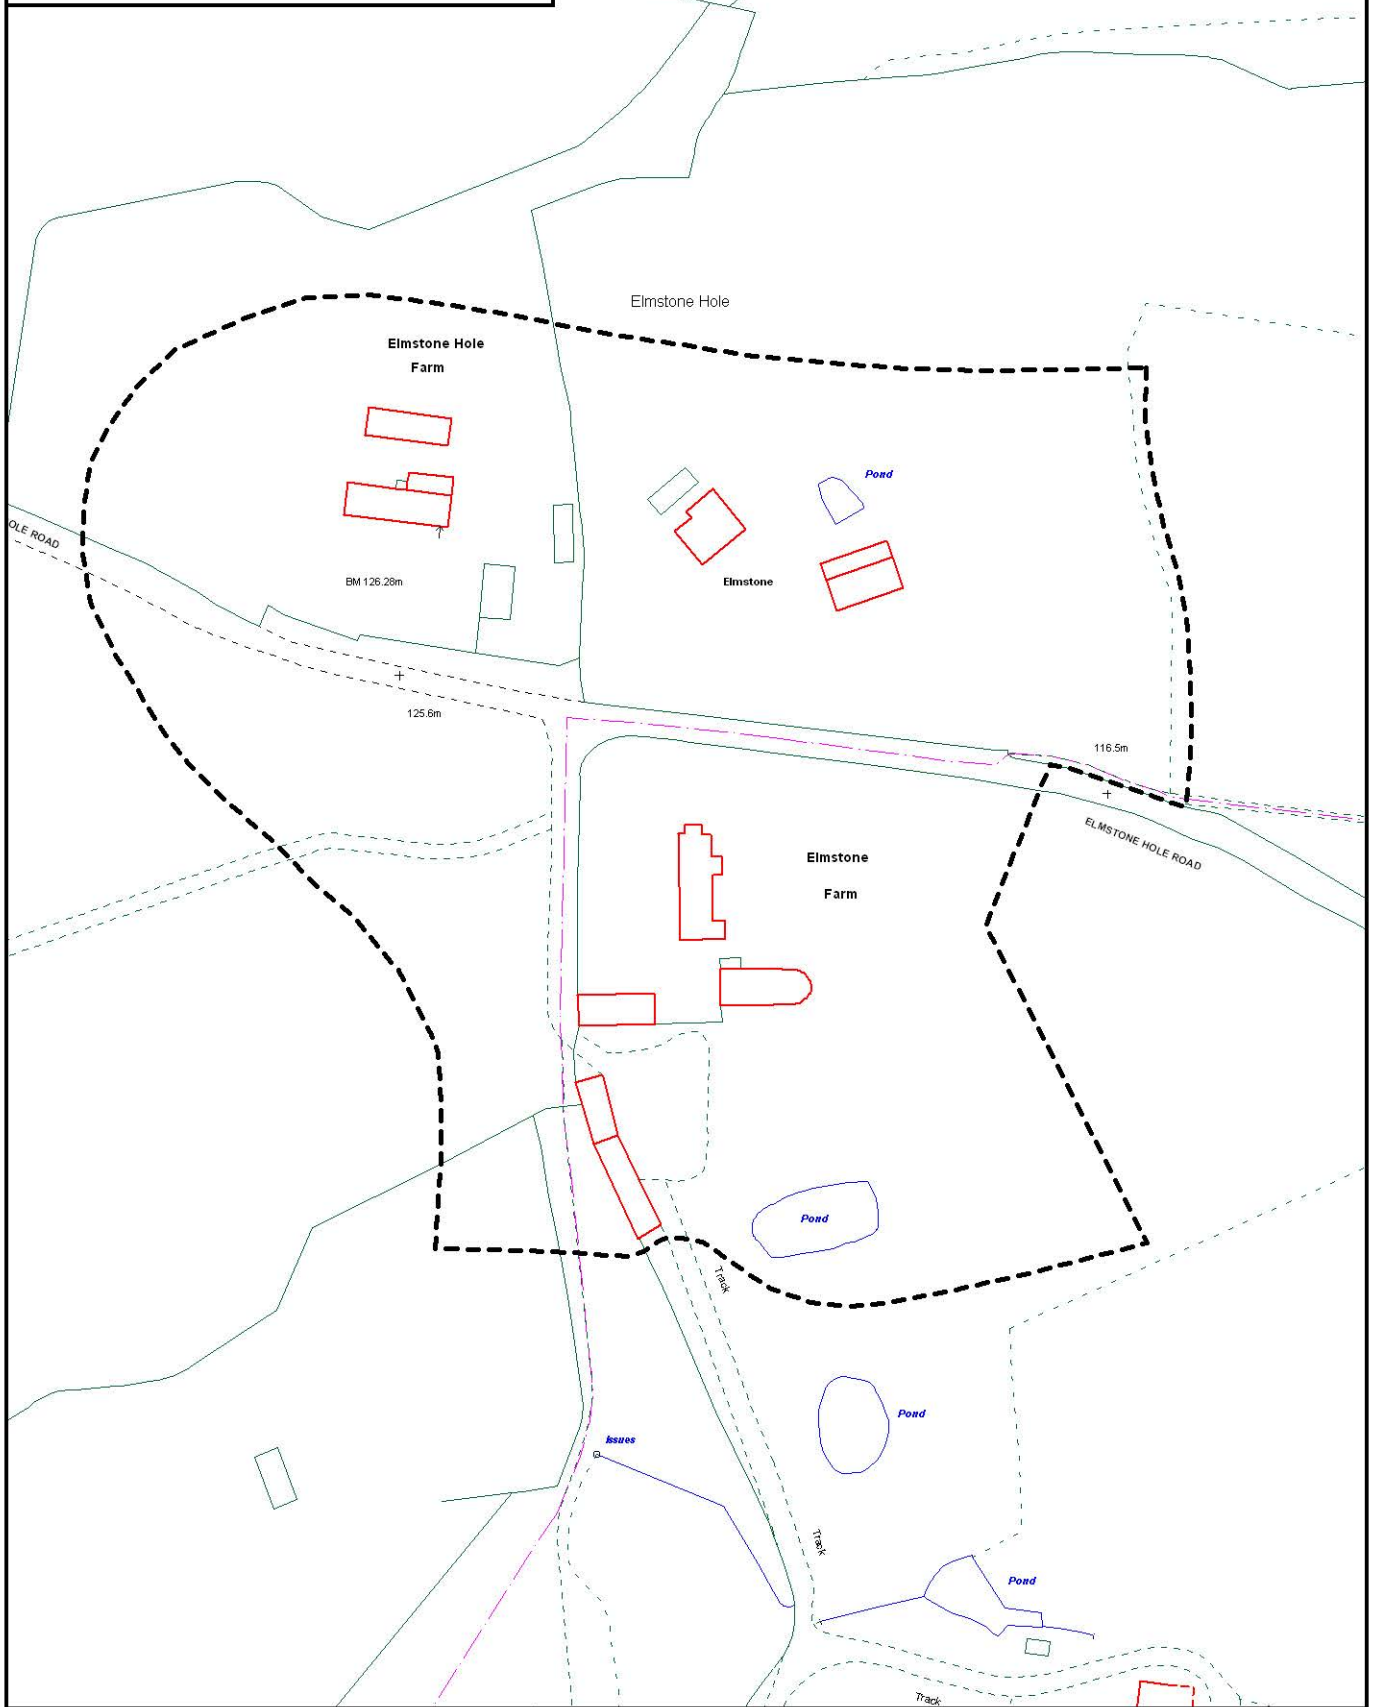 Elmstone Hole
Elmstone Hole
Farm
Pond
OLE ROAD
BM 126.28m
Elmstone
125.6m
116.5m
ELMSTONE HOLE ROAD
Elmstone
Farm
Pond
Track
Pond
Issues
Track
Pond
Track